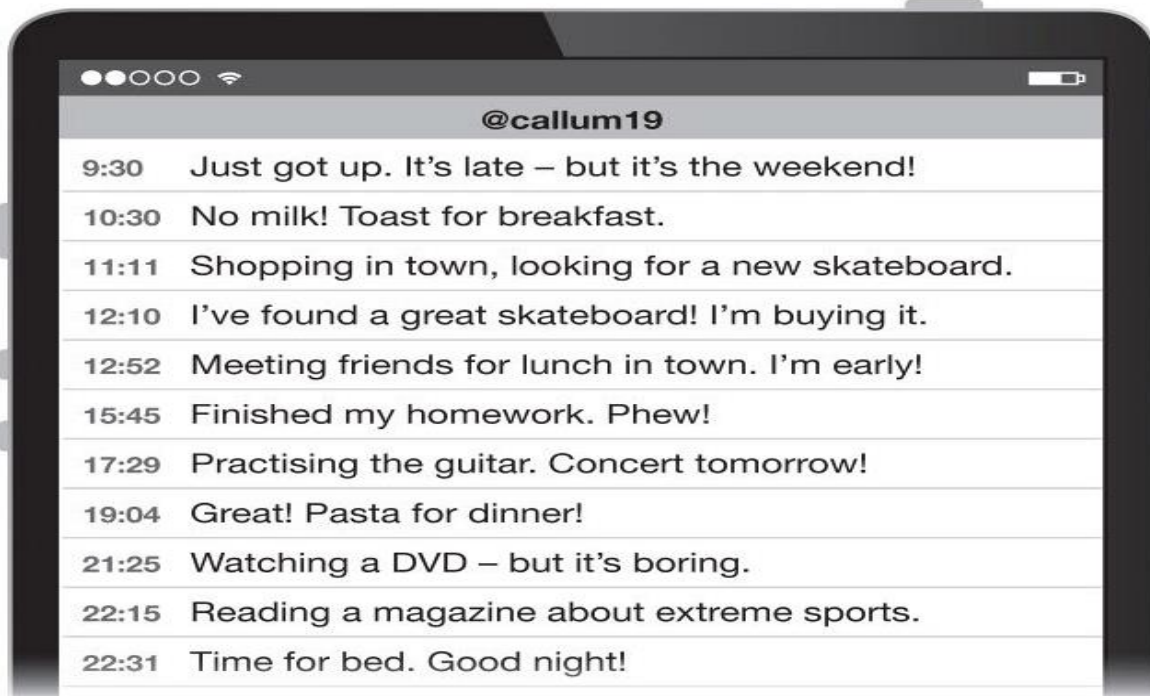 @callum19
9:30 Just got up. It's late – but it's the weekend!
10:30 No milk! Toast for breakfast.
11:11 Shopping in town, looking for a new skateboard.
12:10 I've found a great skateboard! I'm buying it.
12:52 Meeting friends for lunch in town. I'm early!
15:45 Finished my homework. Phew!
17:29 Practising the guitar. Concert tomorrow!
19:04 Great! Pasta for dinner!
21:25 Watching a DVD – but it's boring.
22:15 Reading a magazine about extreme sports.
22:31 Time for bed. Good night!